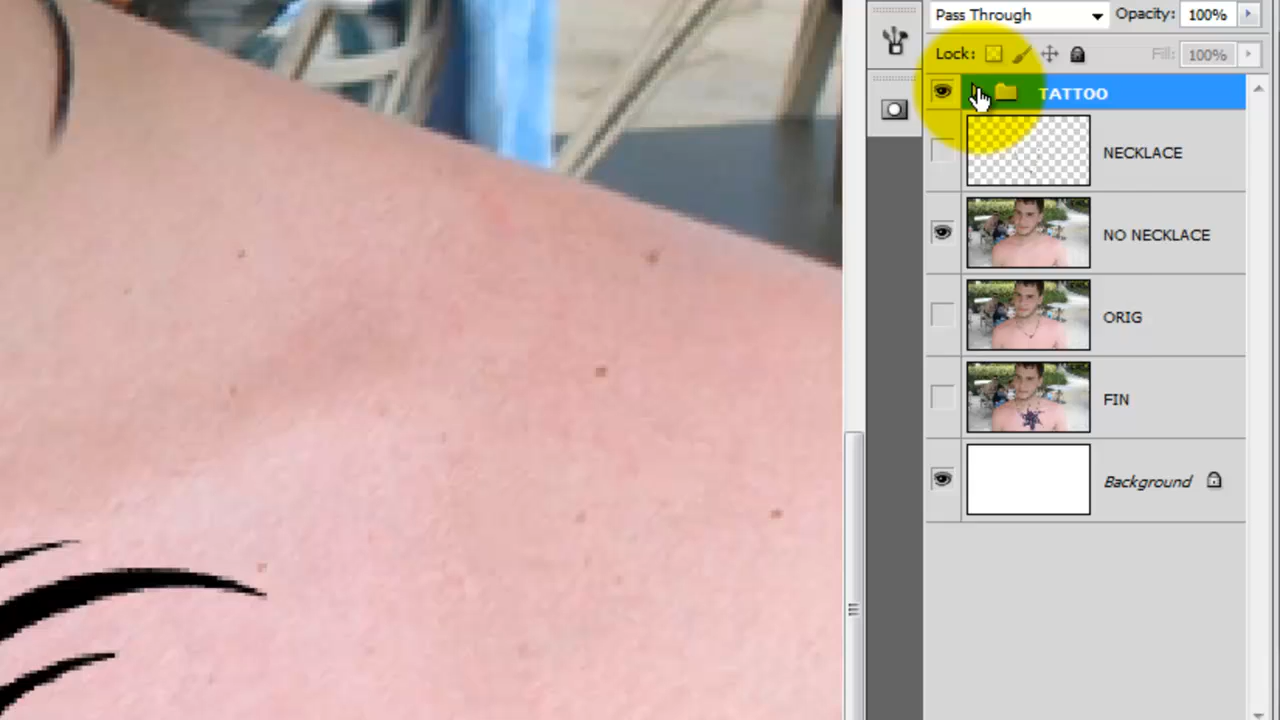 Pass Through Opacity: 100%
Lock: Fill: 100%
TATTOO
NECKLACE
NO NECKLACE
ORIG
FIN
Background